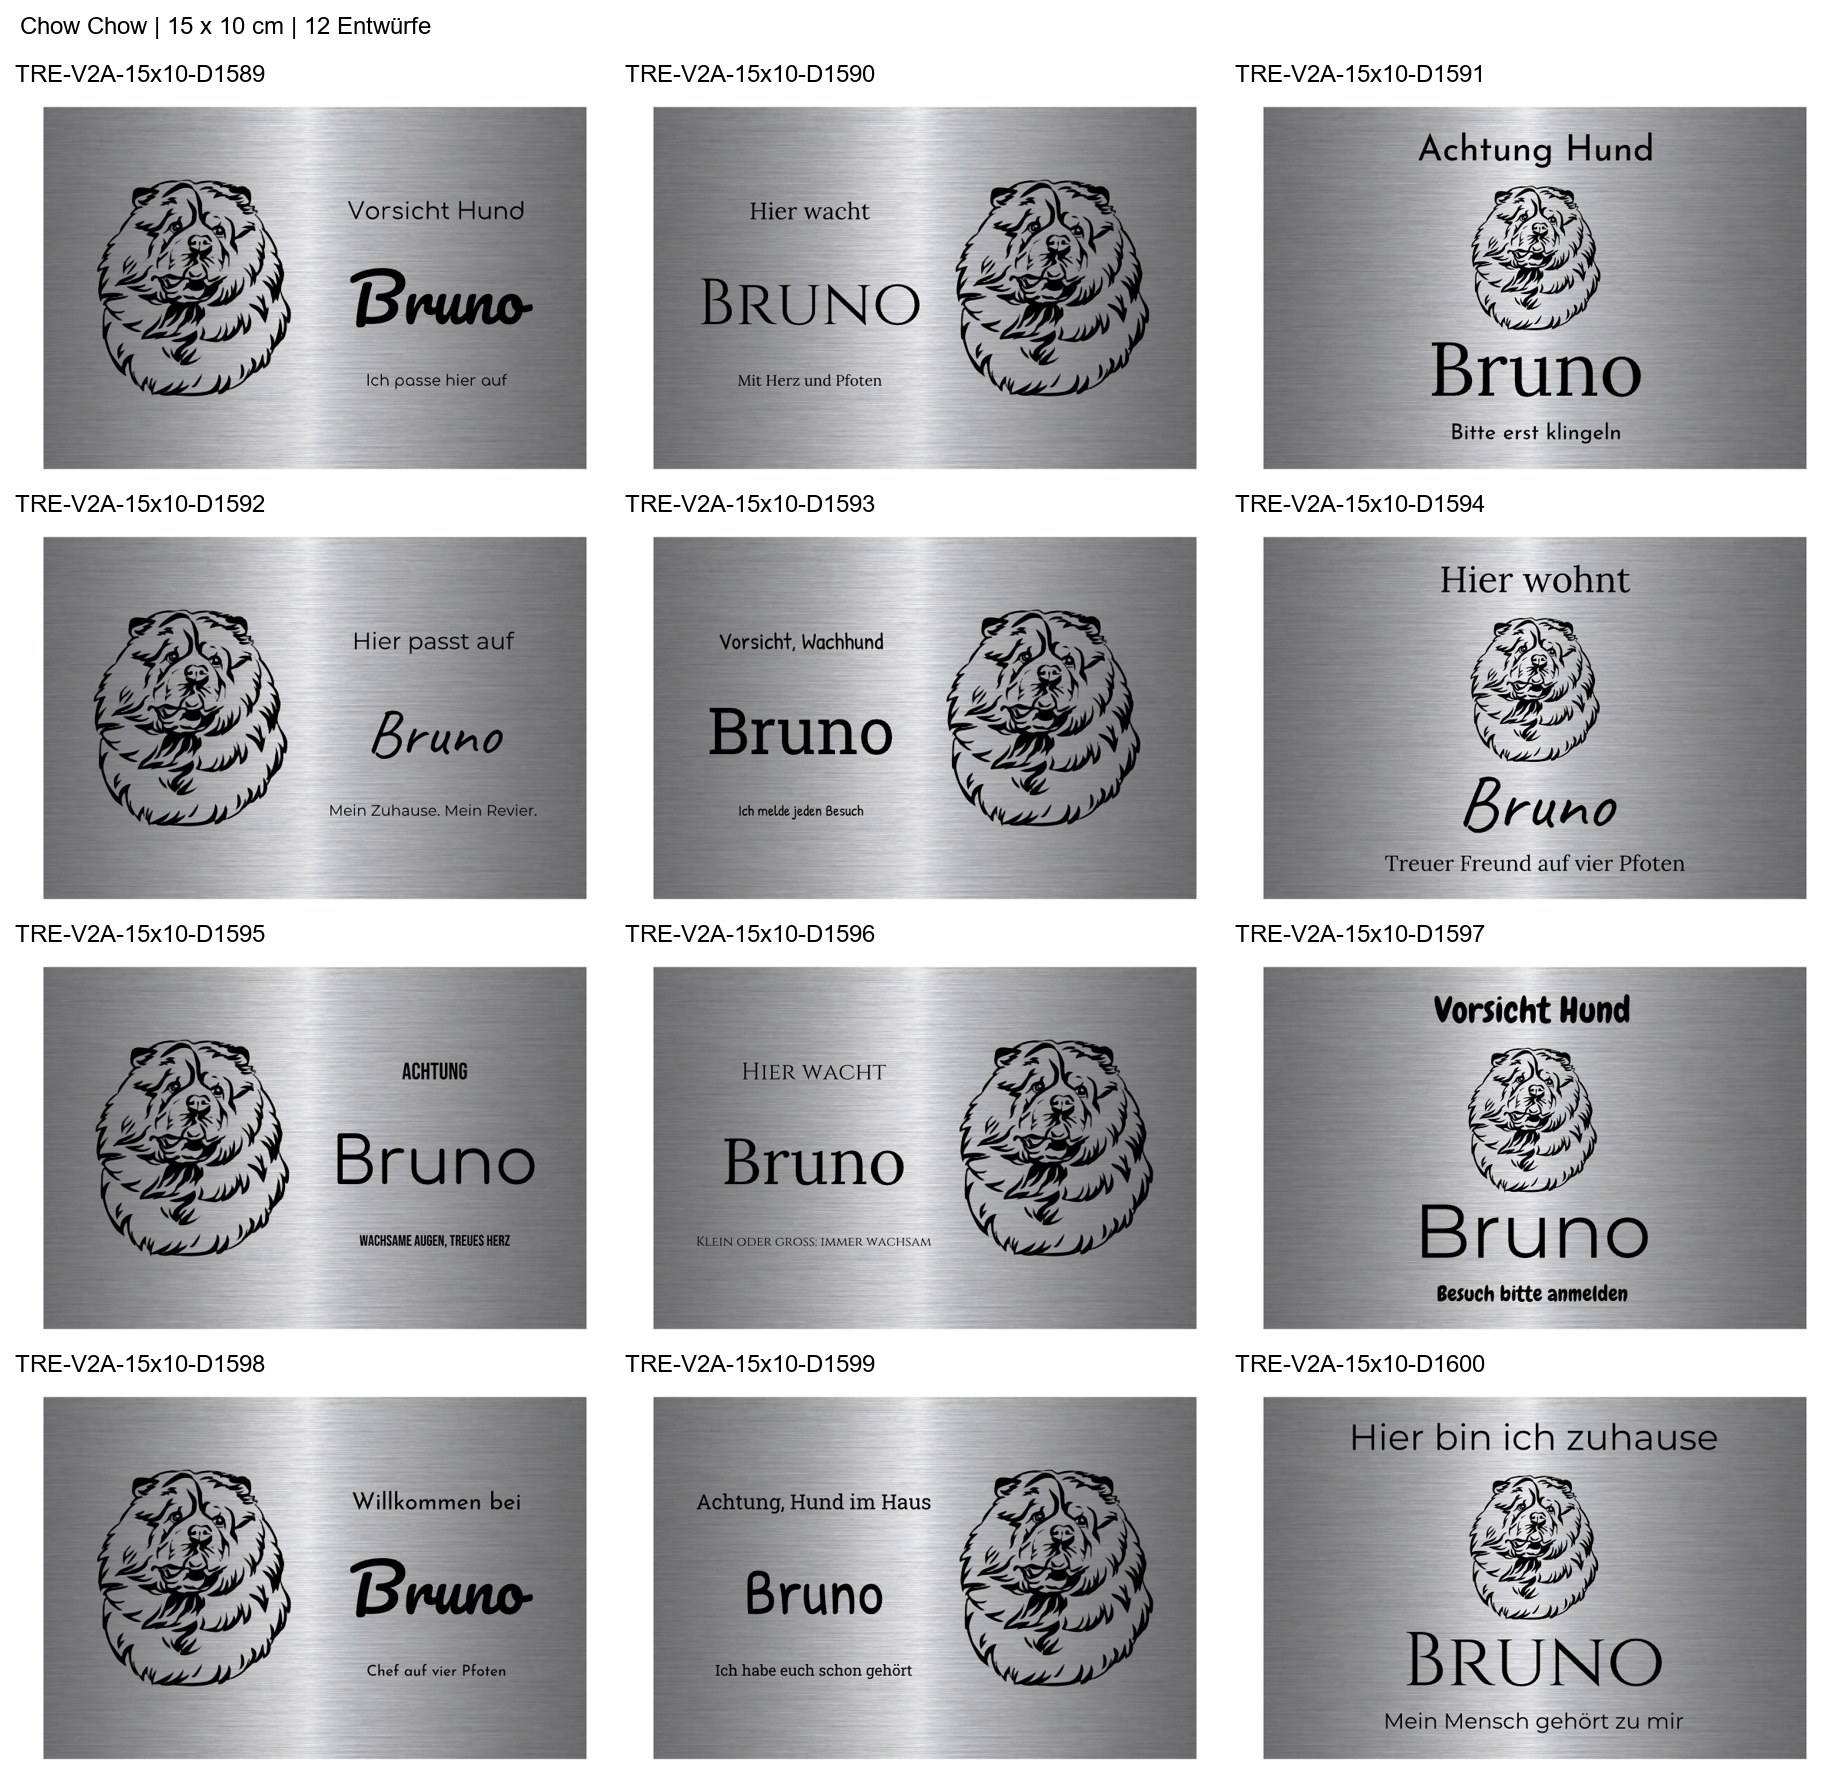 Chow Chow | 15 x 10 cm | 12 Entwürfe
TRE-V2A-15x10-D1589
Vorsicht Hund
Bruno
Ich passe hier auf
TRE-V2A-15x10-D1590
Hier wacht
Bruno
Mit Herz und Pfoten
TRE-V2A-15x10-D1591
Achtung Hund
Bruno
Bitte erst klingeln
TRE-V2A-15x10-D1592
Hier passt auf
Bruno
Mein Zuhause. Mein Revier.
TRE-V2A-15x10-D1593
Vorsicht, Wachhund
Bruno
Ich melde jeden Besuch
TRE-V2A-15x10-D1594
Hier wohnt
Bruno
Treuer Freund auf vier Pfoten
TRE-V2A-15x10-D1595
ACHTUNG
Bruno
WACHSAME AUGEN, TREUES HERZ
TRE-V2A-15x10-D1596
Hier wacht
Bruno
Klein oder gross: immer wachsam
TRE-V2A-15x10-D1597
Vorsicht Hund
Bruno
Besuch bitte anmelden
TRE-V2A-15x10-D1598
Willkommen bei
Bruno
Chef auf vier Pfoten
TRE-V2A-15x10-D1599
Achtung, Hund im Haus
Bruno
Ich habe euch schon gehört
TRE-V2A-15x10-D1600
Hier bin ich zuhause
Bruno
Mein Mensch gehört zu mir